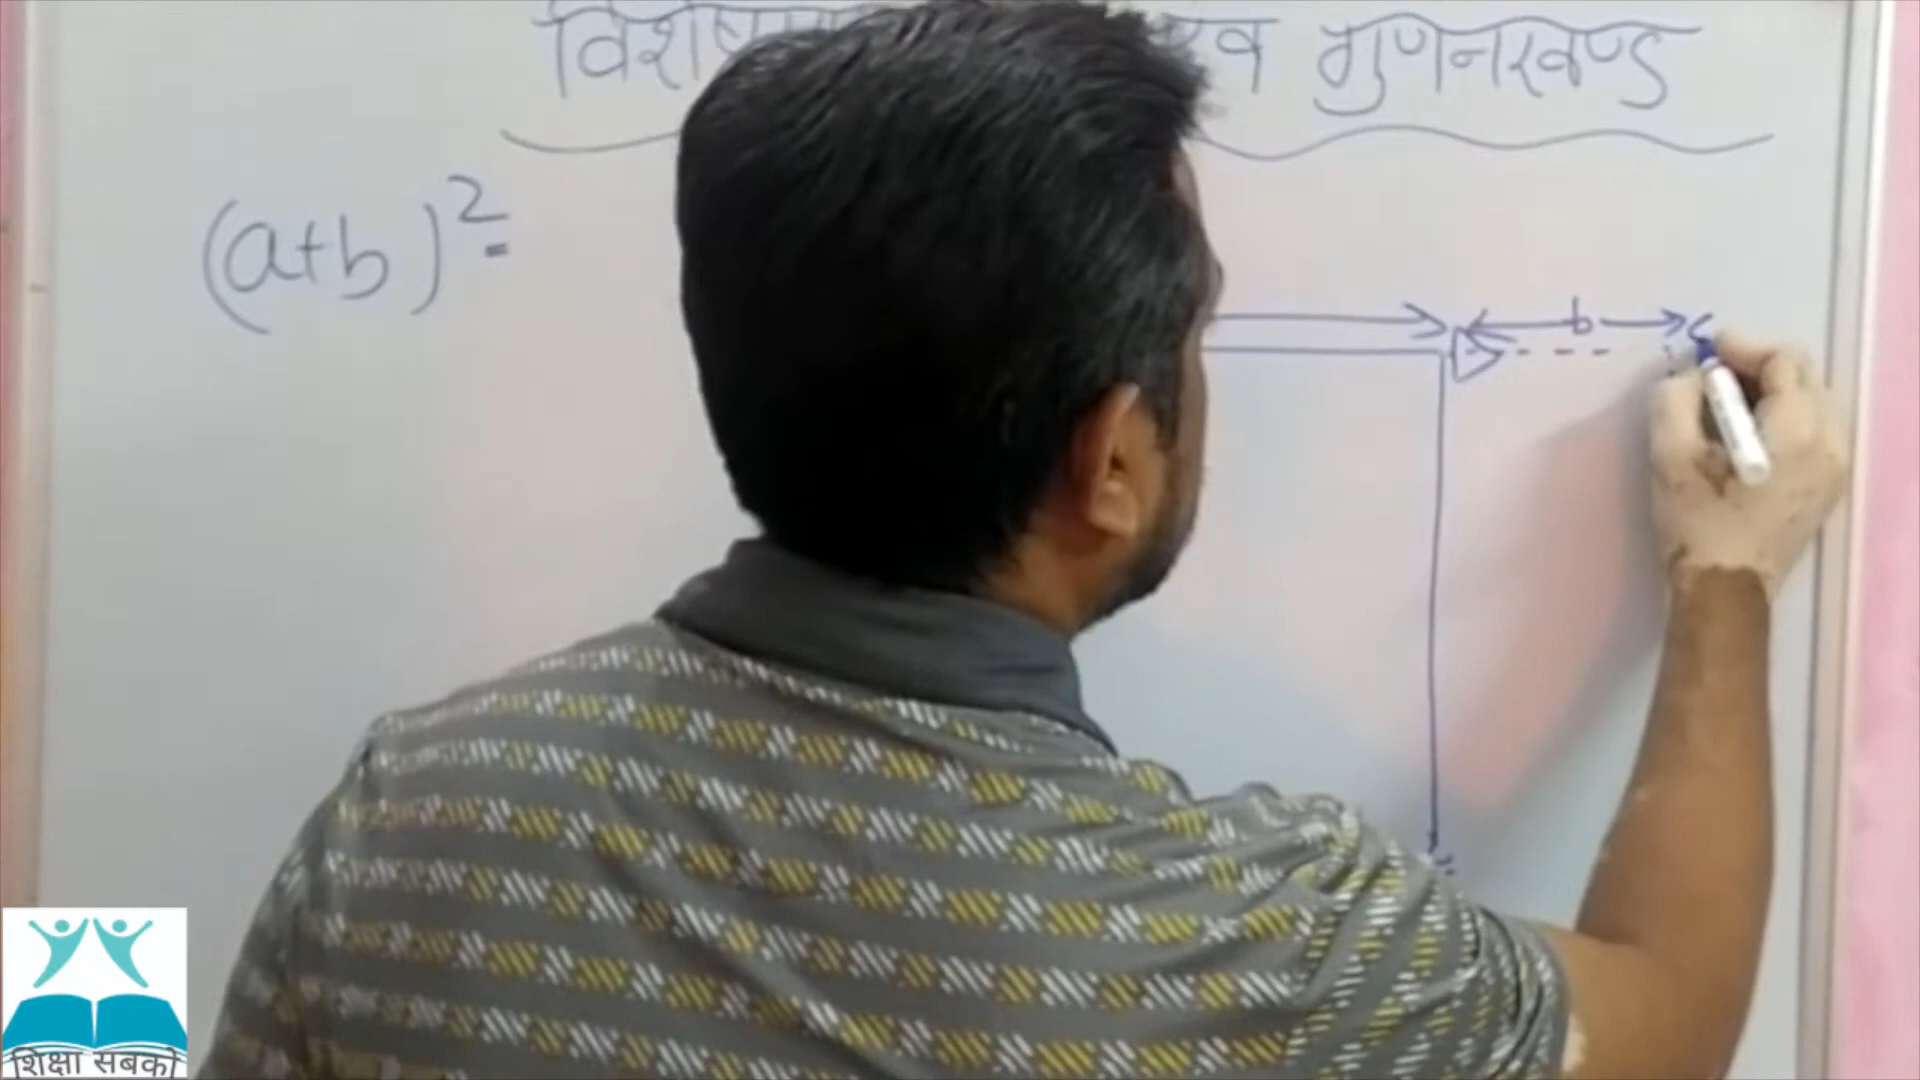 गुणनखण्ड
(a+b)²=
b
शिक्षा सबको